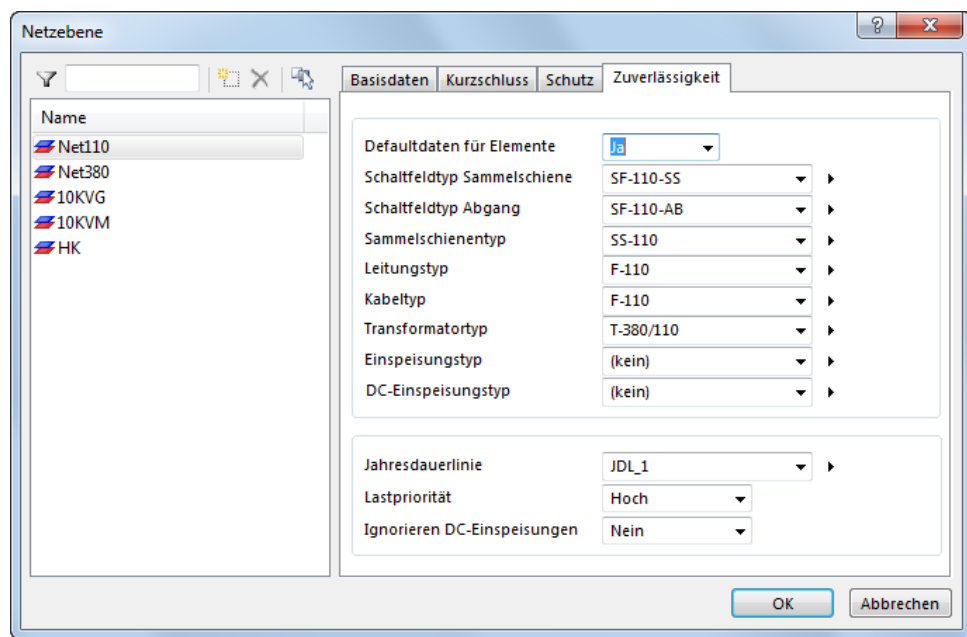 Netzebene
Basisdaten Kurzschluss Schutz Zuverlässigkeit
Name
Net110
Net380
10KVG
10KVM
HK
Defaultdaten für Elemente Ja
Schaltfeldtyp Sammelschiene SF-110-SS
Schaltfeldtyp Abgang SF-110-AB
Sammelschienentyp SS-110
Leitungstyp F-110
Kabeltyp F-110
Transformatortyp T-380/110
Einspeisungstyp (kein)
DC-Einspeisungstyp (kein)
Jahresdauerlinie JDL_1
Lastpriorität Hoch
Ignorieren DC-Einspeisungen Nein
OK Abbrechen